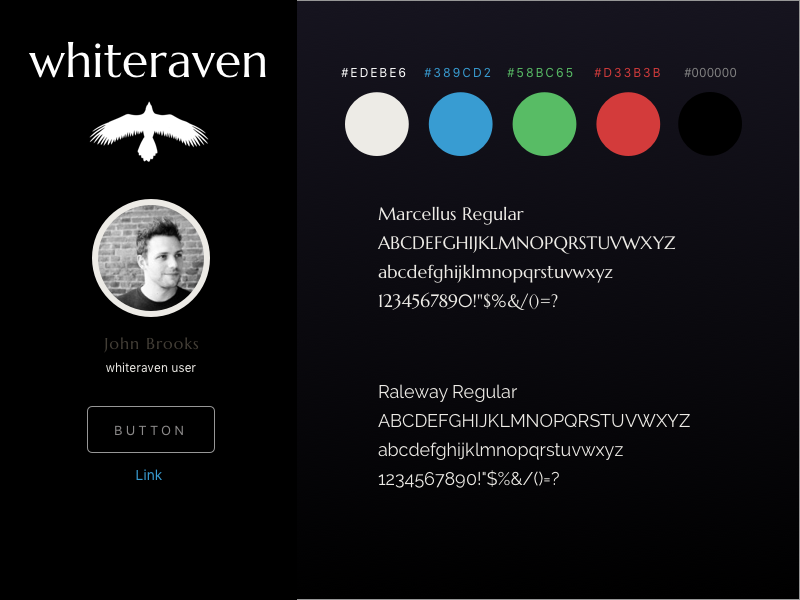 whiteraven
John Brooks
whiteraven user
BUTTON
Link
#EDEBE6 #389CD2 #58BC65 #D33B3B #000000
Marcellus Regular
ABCDEFGHIJKLMNOPQRSTUVWXYZ
abcdefghijklmnopqrstuvwxyz
1234567890!"$%&/()=?
Raleway Regular
ABCDEFGHIJKLMNOPQRSTUVWXYZ
abcdefghijklmnopqrstuvwxyz
1234567890!"$%&/()=?